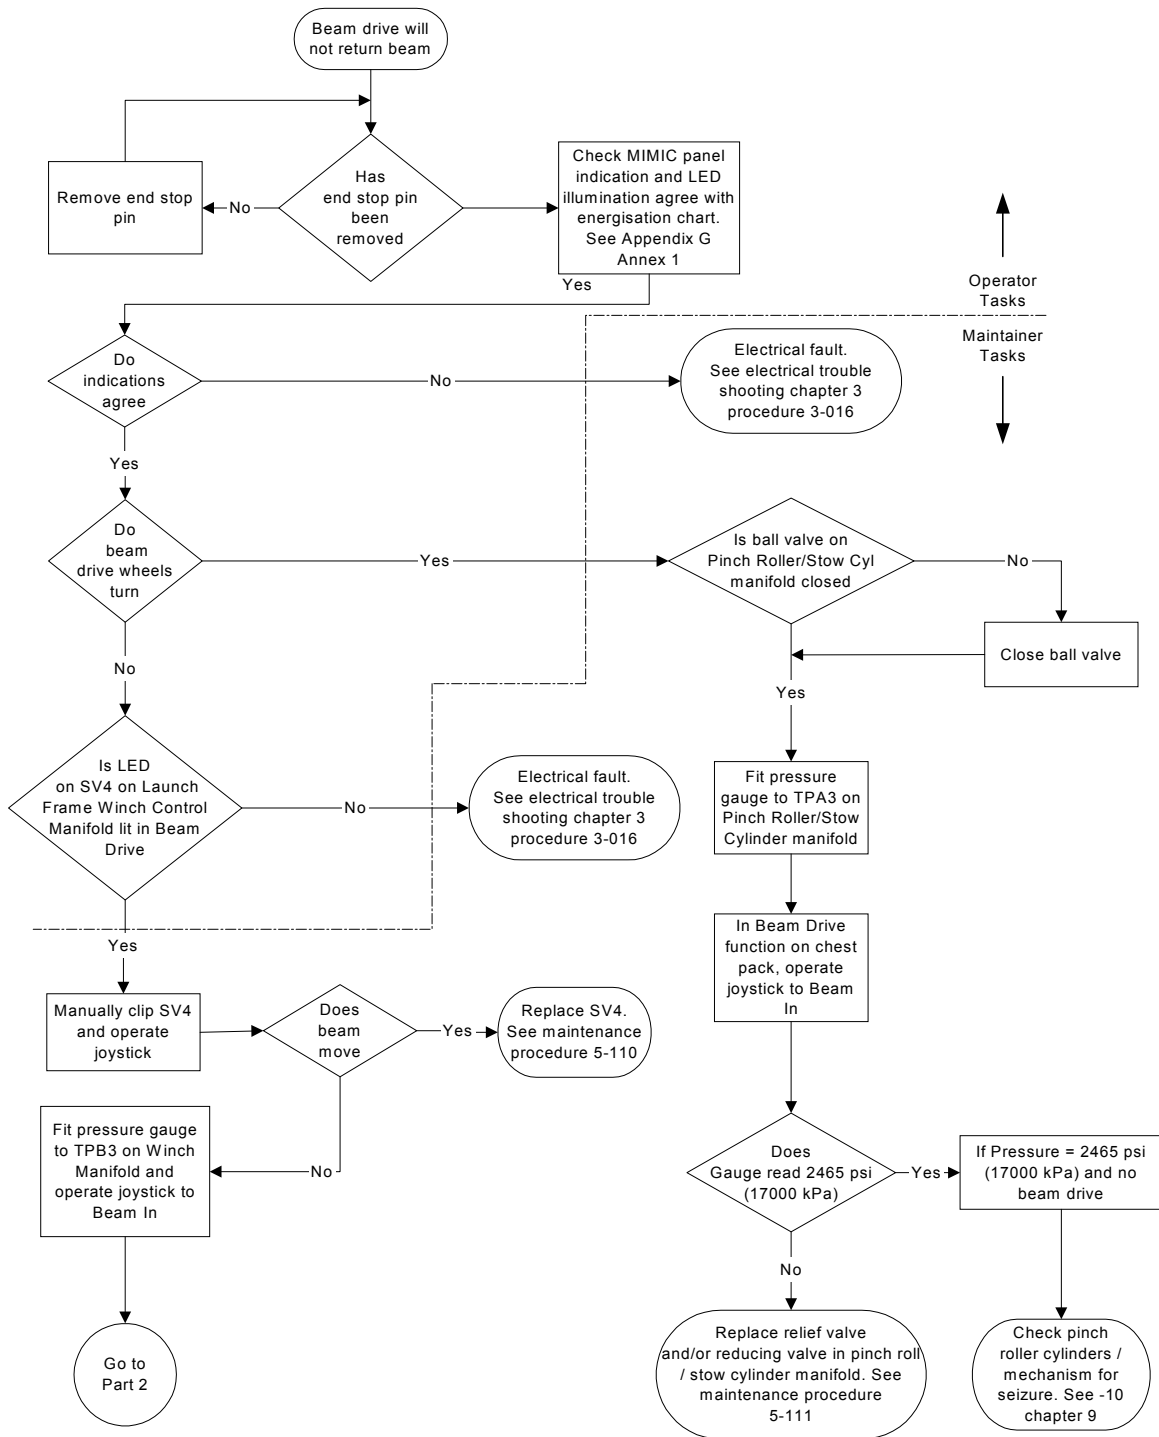 Beam drive will
not return beam
Has
end stop pin
been
removed
No
Remove end stop
pin
Check MIMIC panel
indication and LED
illumination agree with
energisation chart.
See Appendix G
Annex 1
Yes
Operator
Tasks
Maintainer
Tasks
Do
indications
agree
No
Electrical fault.
See electrical trouble
shooting chapter 3
procedure 3-016
Yes
Do
beam
drive wheels
turn
Yes
Is ball valve on
Pinch Roller/Stow Cyl
manifold closed
No
Close ball valve
Yes
No
Is LED
on SV4 on Launch
Frame Winch Control
Manifold lit in Beam
Drive
No
Electrical fault.
See electrical trouble
shooting chapter 3
procedure 3-016
Fit pressure
gauge to TPA3 on
Pinch Roller/Stow
Cylinder manifold
In Beam Drive
function on chest
pack, operate
joystick to Beam
In
Yes
Manually clip SV4
and operate
joystick
Does
beam
move
Yes
Replace SV4.
See maintenance
procedure 5-110
No
Fit pressure gauge
to TPB3 on Winch
Manifold and
operate joystick to
Beam In
Go to
Part 2
Does
Gauge read 2465 psi
(17000 kPa)
Yes
If Pressure = 2465 psi
(17000 kPa) and no
beam drive
No
Replace relief valve
and/or reducing valve in pinch roll
/ stow cylinder manifold. See
maintenance procedure
5-111
Check pinch
roller cylinders /
mechanism for
seizure. See -10
chapter 9